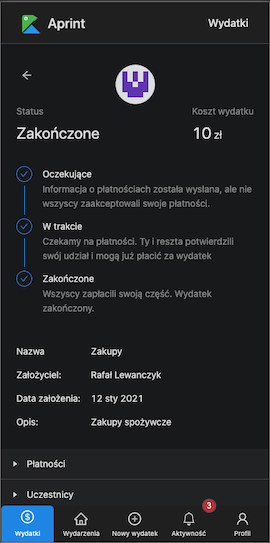 Aprint
Wydatki
Status
Koszt wydatku
Zakończone
10 zł
Oczekujące
Informacja o płatnościach została wysłana, ale nie
wszyscy zaakceptowali swoje płatności.
W trakcie
Czekamy na płatności. Ty i reszta potwierdzili
swój udział i mogą już płacić za wydatek
Zakończone
Wszyscy zapłacili swoją część. Wydatek
zakończony.
Nazwa Zakupy
Założyciel: Rafał Lewanczyk
Data założenia: 12 sty 2021
Opis: Zakupy spożywcze
Płatności
Uczestnicy
3
Wydatki Wydarzenia Nowy wydatek Aktywność Profil